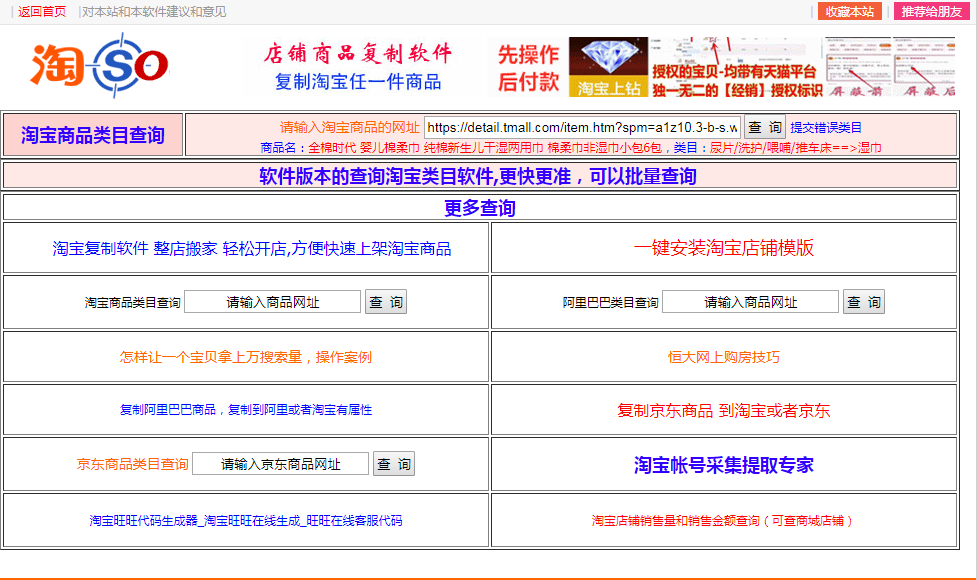 返回首页 |对本站和本软件建议和意见
收藏本站 | 推荐给朋友
淘SO
店铺商品复制软件
复制淘宝任一件商品
先操作
后付款
淘宝上钻
授权的宝贝-均带有天猫平台
独一无二的【经销】授权标识
屏蔽前
屏蔽后
淘宝商品类目查询
请输入淘宝商品的网址 https://detail.tmall.com/item.htm?spm=a1z10.3-b-s.w 查 询 提交错误类目
商品名：全棉时代 婴儿棉柔巾 纯棉新生儿干湿两用巾 棉柔巾非湿巾小包6包，类目：尿片/洗护/喂哺/推车床==>湿巾
软件版本的查询淘宝类目软件,更快更准，可以批量查询
更多查询
淘宝复制软件 整店搬家 轻松开店,方便快速上架淘宝商品
一键安装淘宝店铺模版
淘宝商品类目查询 请输入商品网址 查 询
阿里巴巴类目查询 请输入商品网址 查 询
怎样让一个宝贝拿上万搜索量，操作案例
恒大网上购房技巧
复制阿里巴巴商品，复制到阿里或者淘宝有属性
复制京东商品 到淘宝或者京东
京东商品类目查询 请输入京东商品网址 查 询
淘宝帐号采集提取专家
淘宝旺旺代码生成器_淘宝旺旺在线生成_旺旺在线客服代码
淘宝店铺销售量和销售金额查询（可查商城店铺）